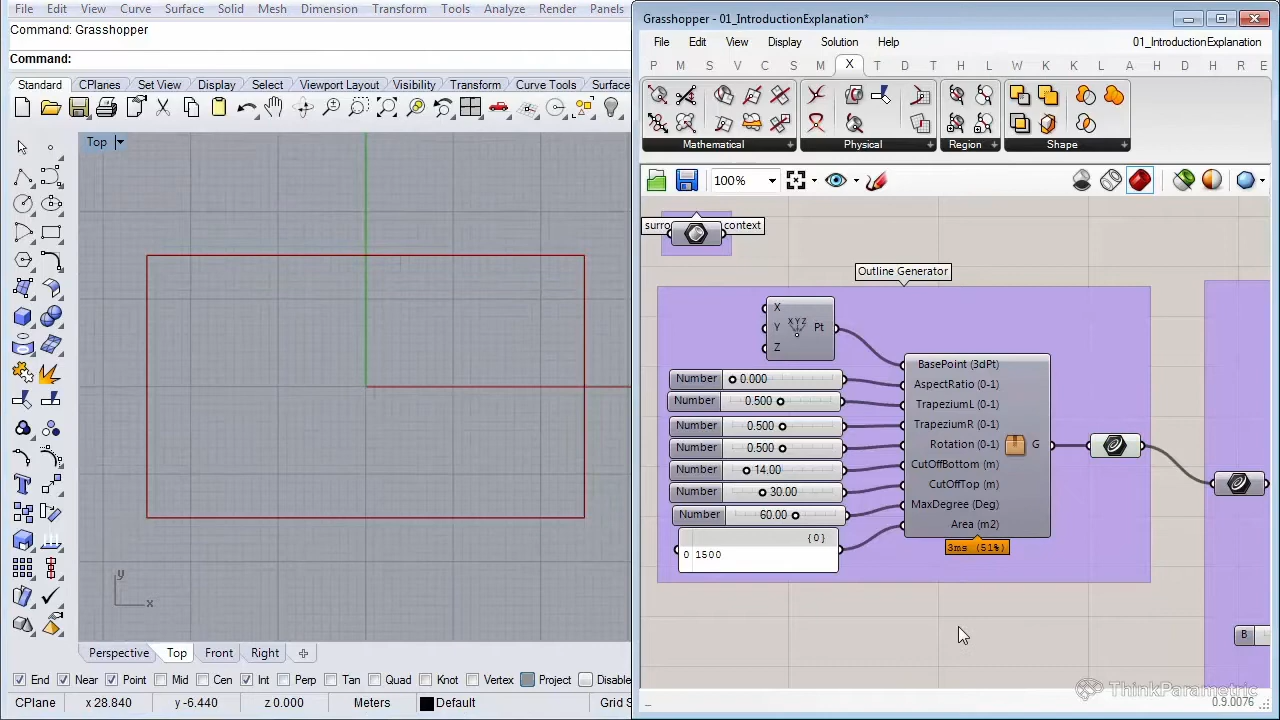 File Edit View Curve Surface Solid Mesh Dimension Transform Tools Analyze Render Panels
Command: Grasshopper
Command:
Standard CPlanes Set View Display Select Viewport Layout Visibility Transform Curve Tools Surface
Top
y
x
Perspective Top Front Right
End Near Point Mid Cen Int Perp Tan Quad Knot Vertex Project Disable
CPlane x 28.840 y -6.440 z 0.000 Meters Default Grid S
Grasshopper - 01_IntroductionExplanation*
File Edit View Display Solution Help 01_IntroductionExplanation
P M S V C S M X T D T H L W K L A D H R E
Mathematical Physical Region Shape
100%
surro context
Outline Generator
X
Y
Z
XYZ
Pt
Number 0.000
Number 0.500
Number 0.500
Number 0.500
Number 14.00
Number 30.00
Number 60.00
{0}
0 1500
BasePoint (3dPt)
AspectRatio (0-1)
TrapeziumL (0-1)
TrapeziumR (0-1)
Rotation (0-1)
CutOffBottom (m)
CutOffTop (m)
MaxDegree (Deg)
Area (m2)
G
3ms (51%)
B
ThinkParametric
0.9.0076